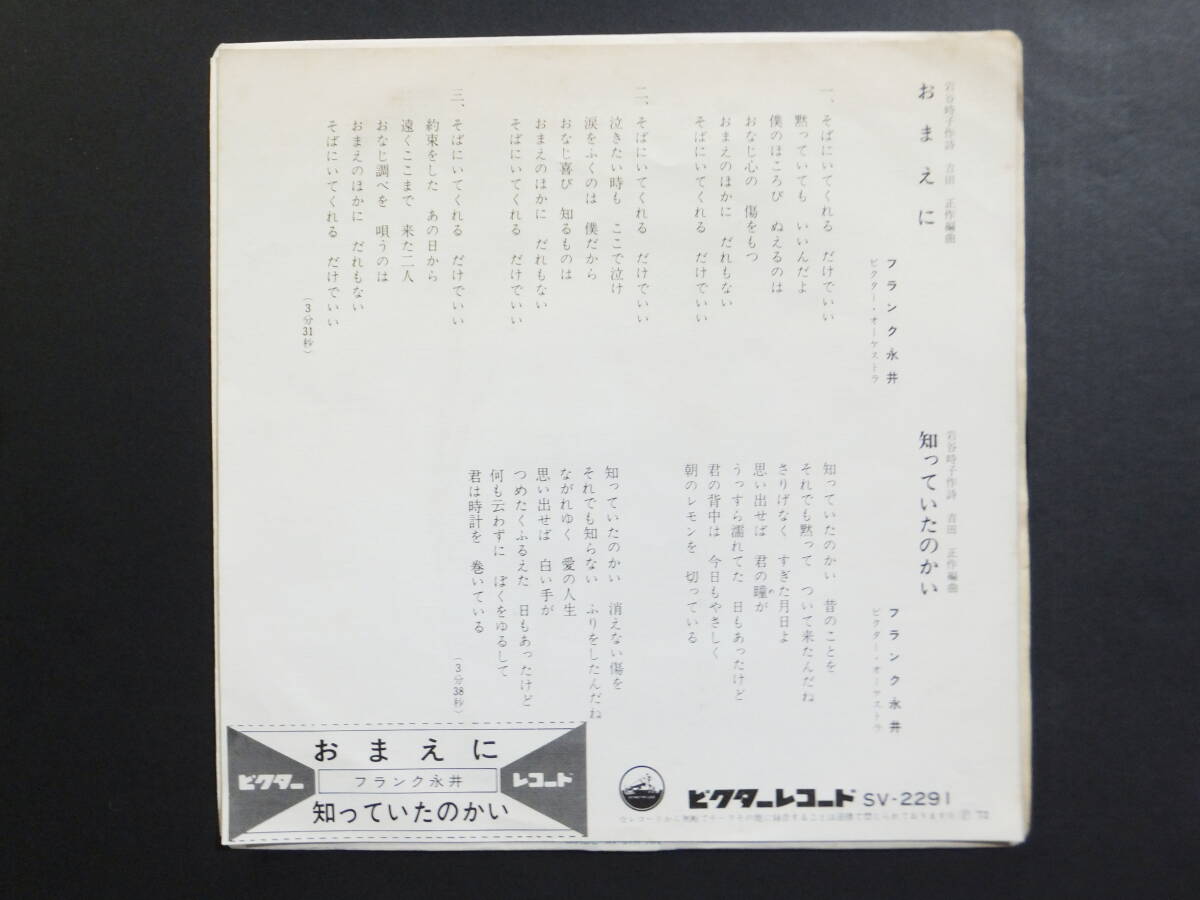 おまえに
岩谷時子作詩 吉田 正作編曲
フランク永井
ビクター・オーケストラ
一、そばにいてくれる だけでいい
黙っていても いいんだよ
僕のほころび ぬえるのは
おなじ心の 傷をもつ
おまえのほかに だれもない
そばにいてくれる だけでいい
二、そばにいてくれる だけでいい
泣きたい時も ここで泣け
涙をふくのは 僕だから
おなじ喜び 知るものは
おまえのほかに だれもない
そばにいてくれる だけでいい
三、そばにいてくれる だけでいい
約束をした あの日から
遠くここまで 来た二人
おなじ調べを 唄うのは
おまえのほかに だれもない
そばにいてくれる だけでいい
(3分31秒)
知っていたのかい
岩谷時子作詩 吉田 正作編曲
フランク永井
ビクター・オーケストラ
知っていたのかい 昔のことを
それでも黙って ついて来たんだね
さりげなく すぎた月日よ
思い出せば 君の瞳が
め
うっすら濡れてた 日もあったけど
君の背中は 今日もやさしく
朝のレモンを 切っている
知っていたのかい 消えない傷を
それでも知らない ふりをしたんだね
ながれゆく 愛の人生
思い出せば 白い手が
つめたくふるえた 日もあったけど
何も云わずに ぼくをゆるして
君は時計を 巻いている
(3分38秒)
おまえに
ビクター フランク永井 レコード
知っていたのかい
ビクターレコード SV-2291